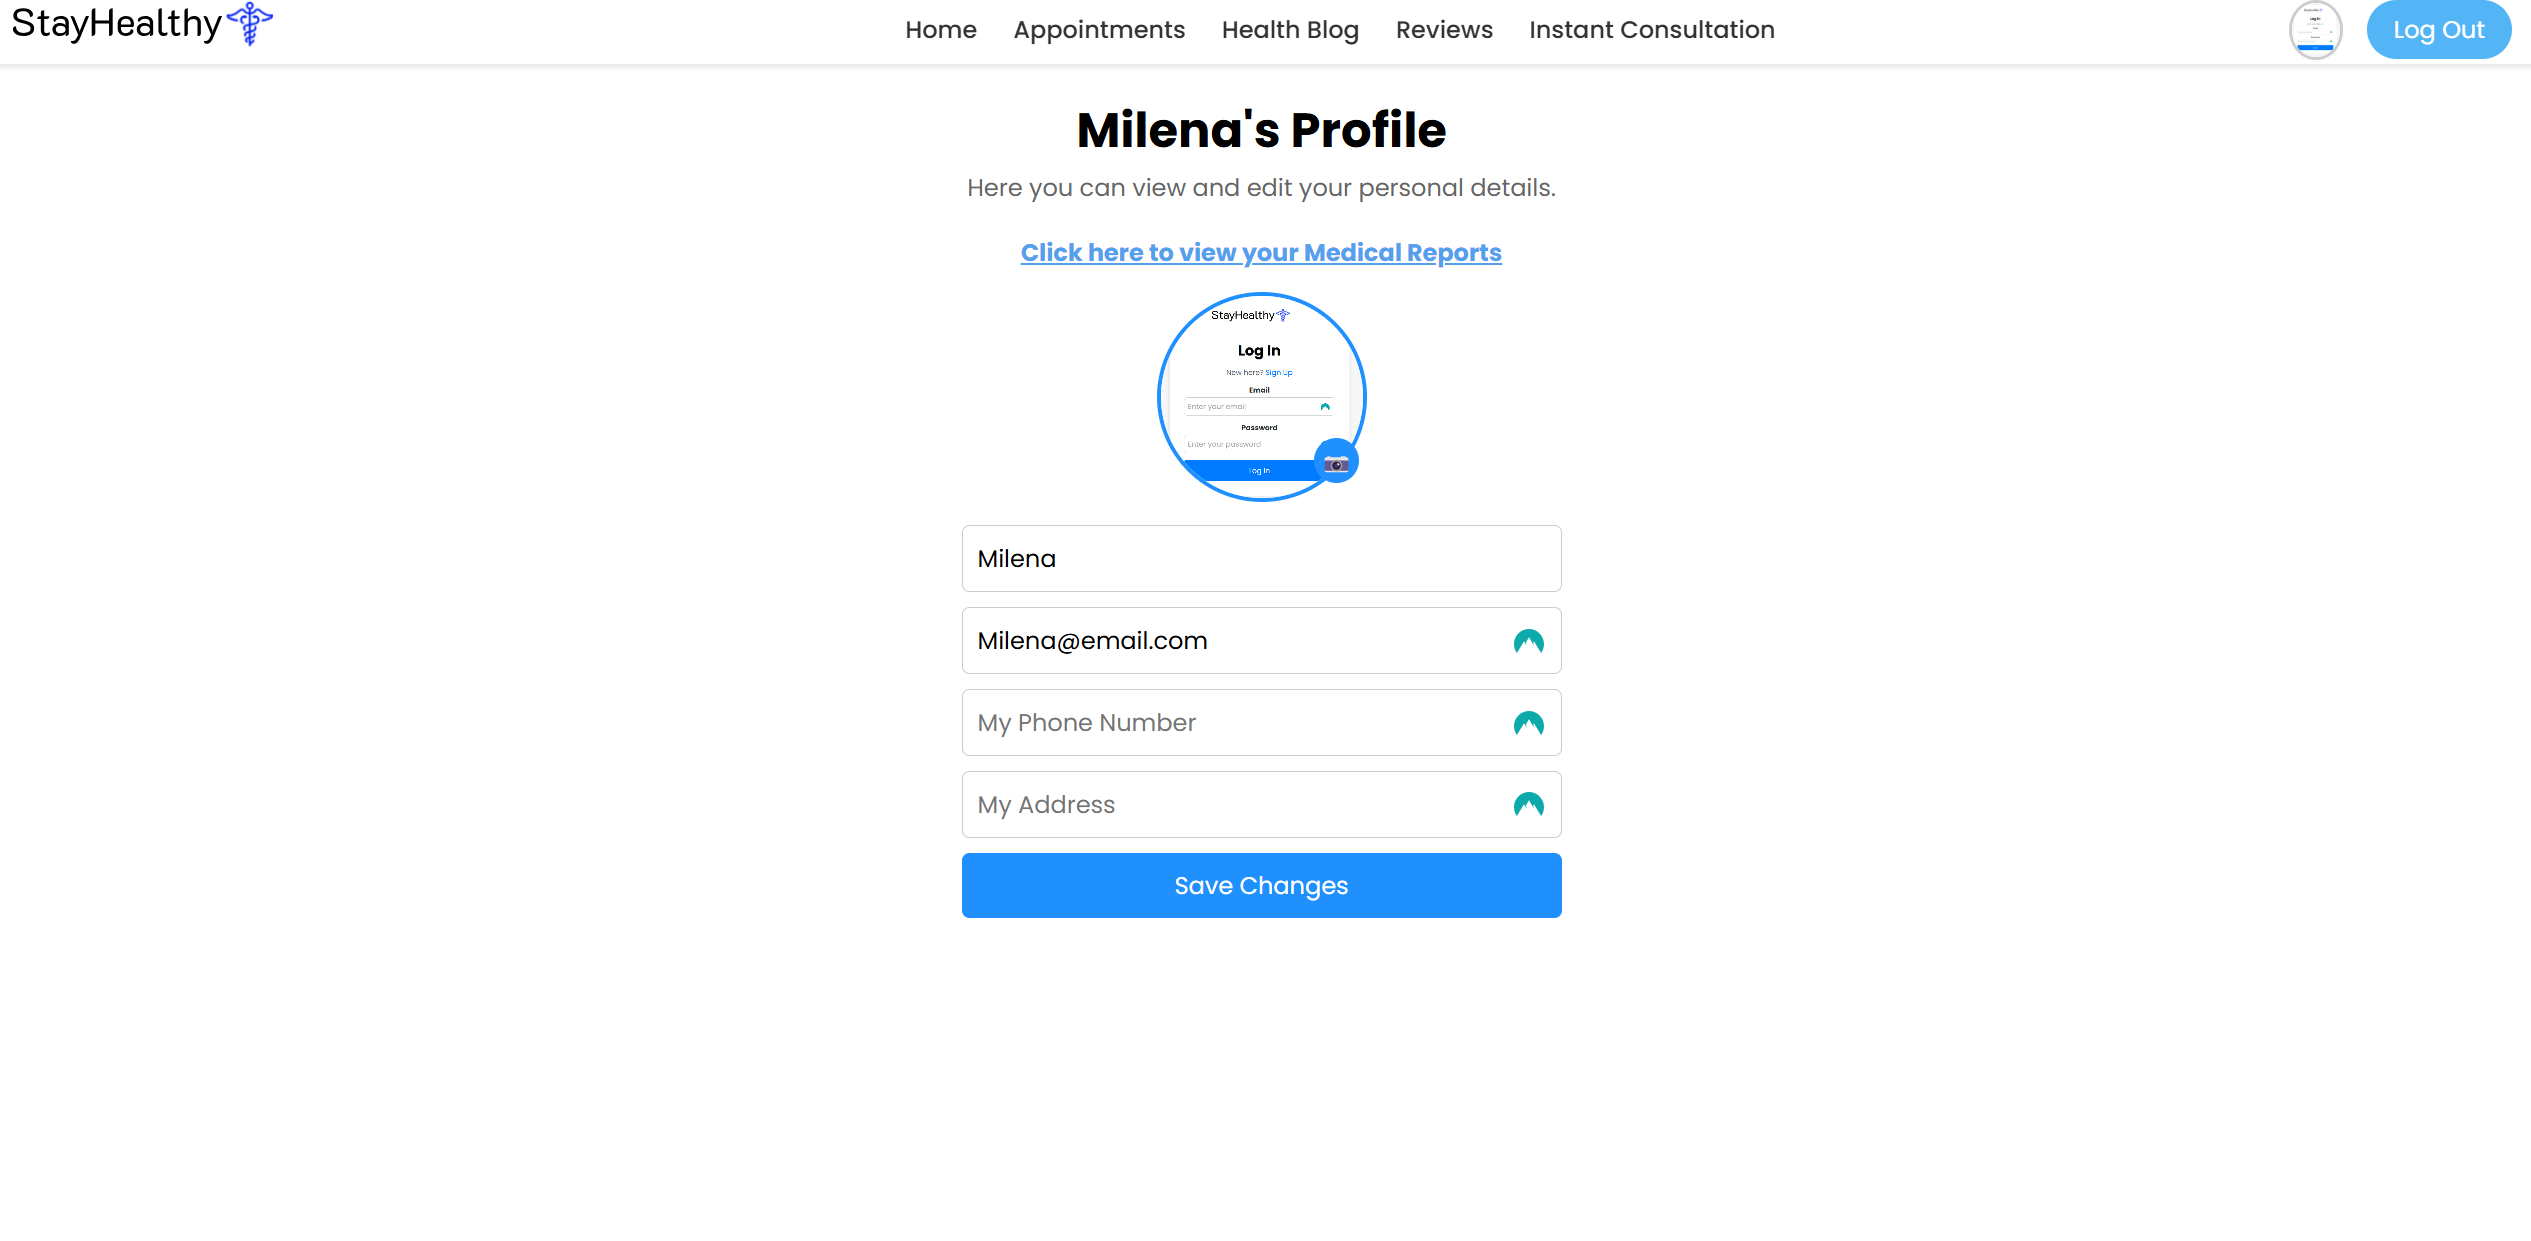 StayHealthy
Home Appointments Health Blog Reviews Instant Consultation
Log Out
Milena's Profile
Here you can view and edit your personal details.
Click here to view your Medical Reports
StayHealthy
Log In
New here? Sign Up
Email
Enter your email
Password
Enter your password
Log In
Milena
Milena@email.com
My Phone Number
My Address
Save Changes